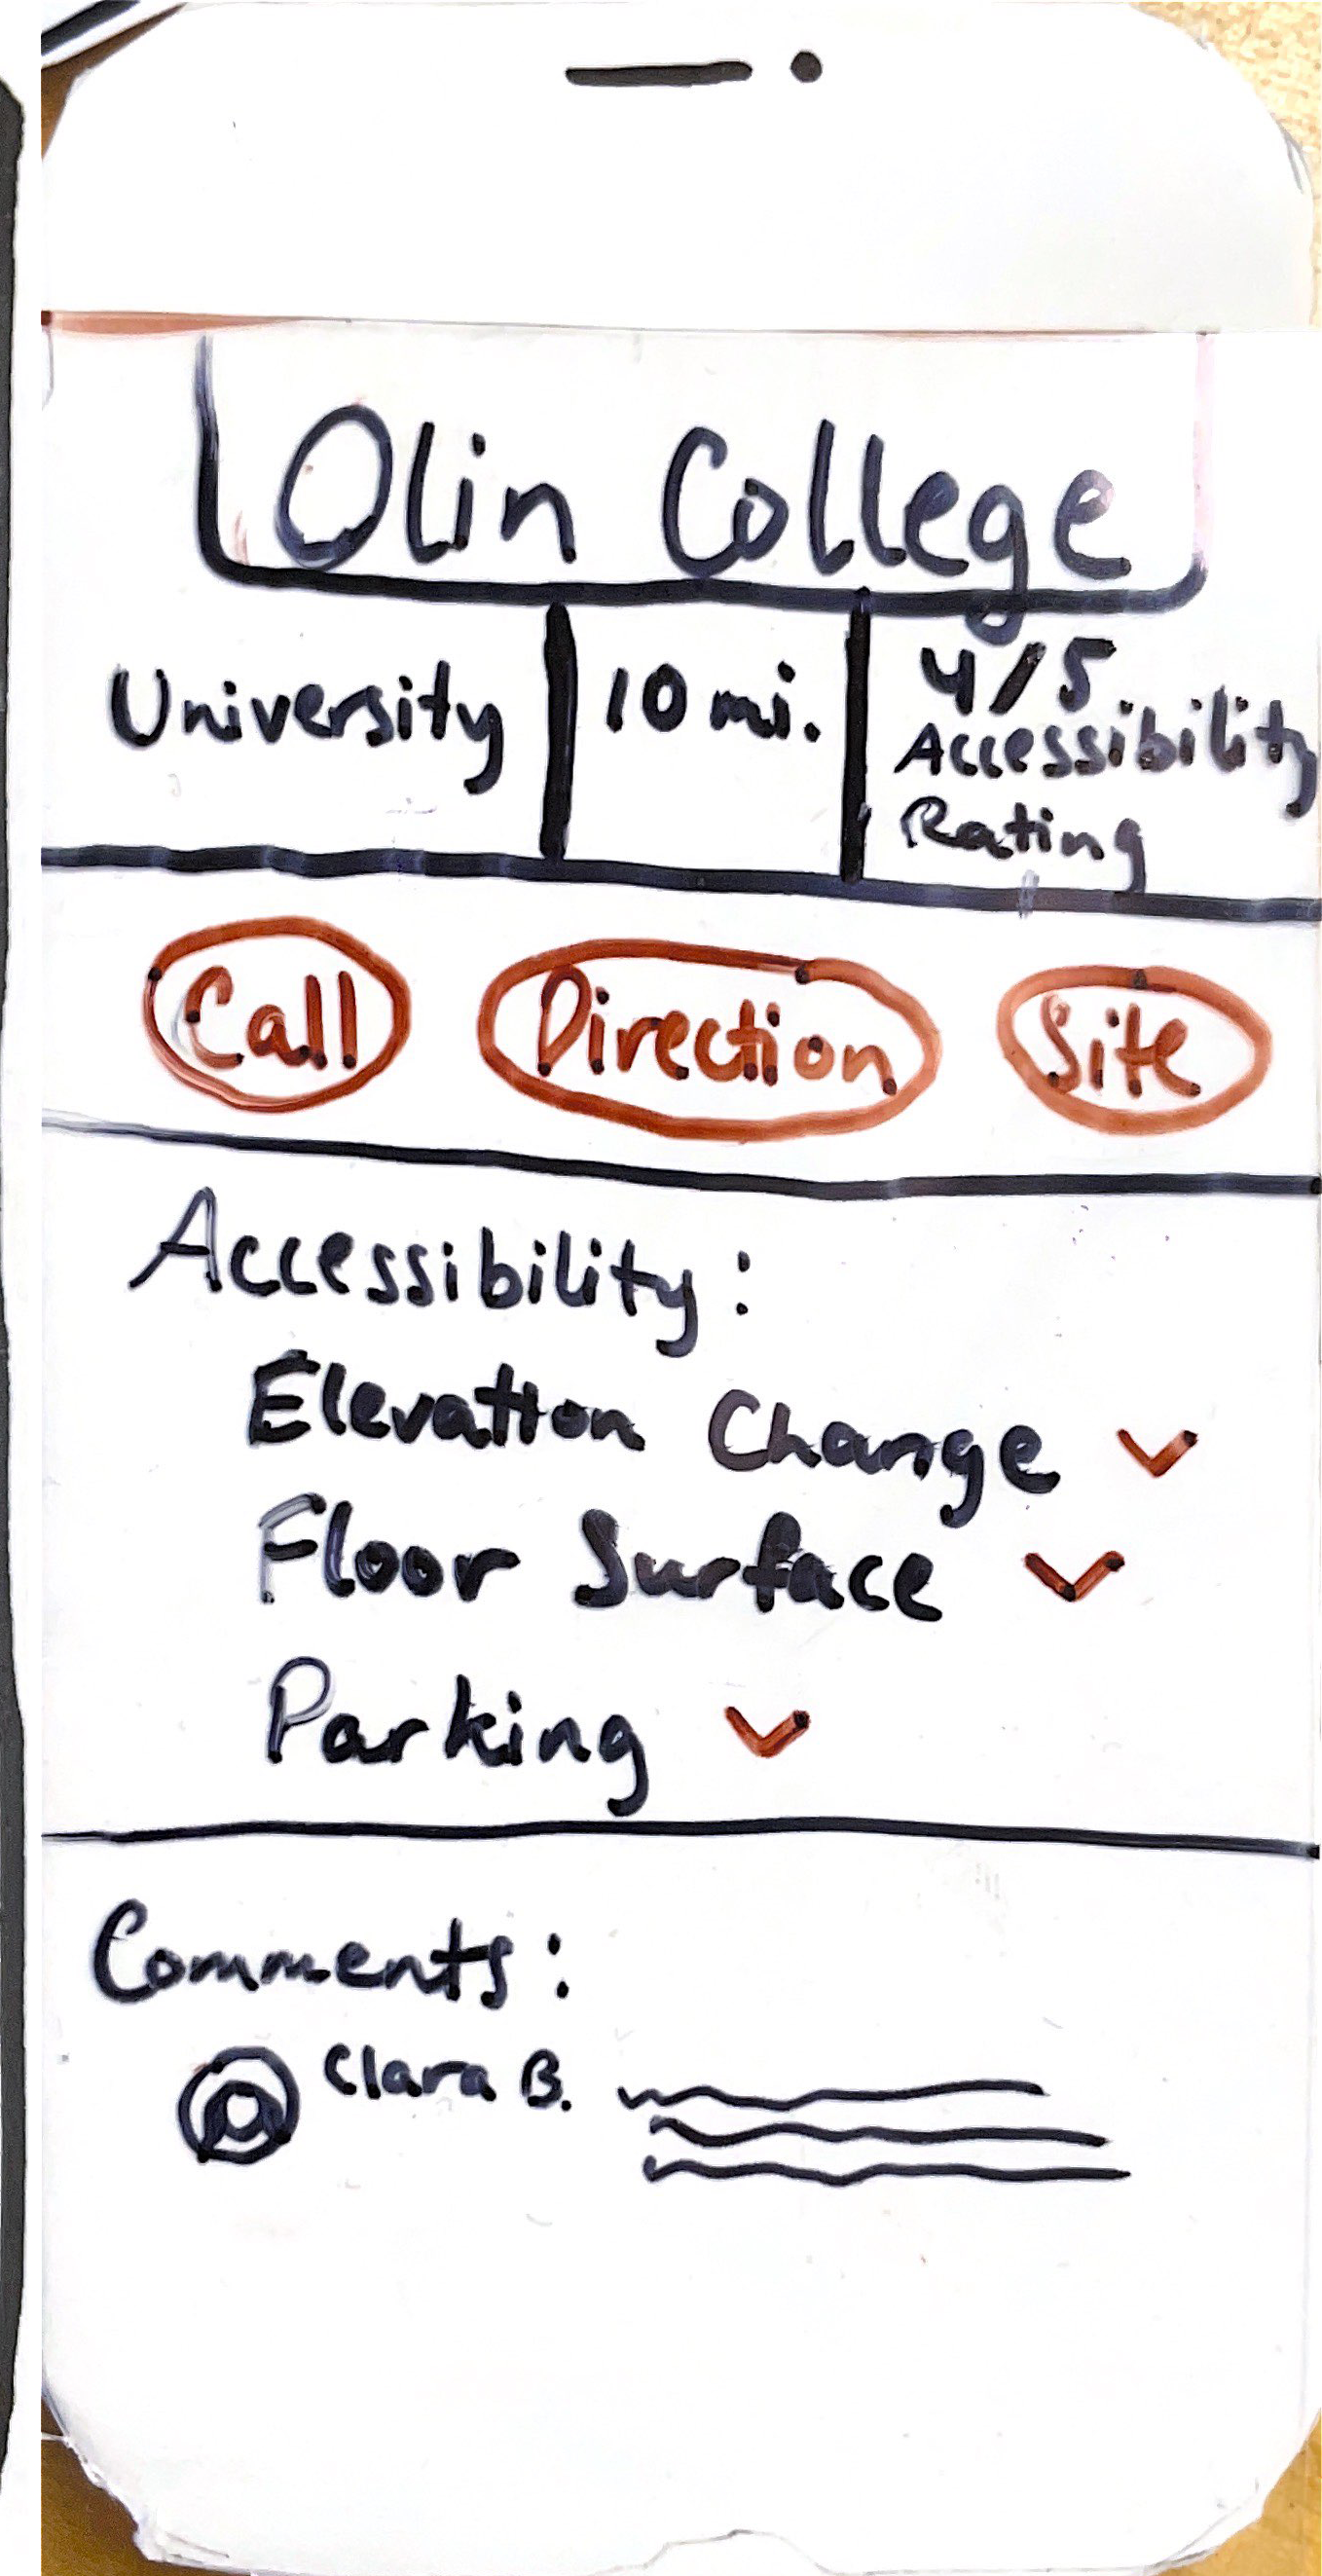 Olin College
University
10 mi.
4/5
Accessibility
Rating
Call
Direction
Site
Accessibility:
Elevation Change
Floor Surface
Parking
Comments:
Clara B.